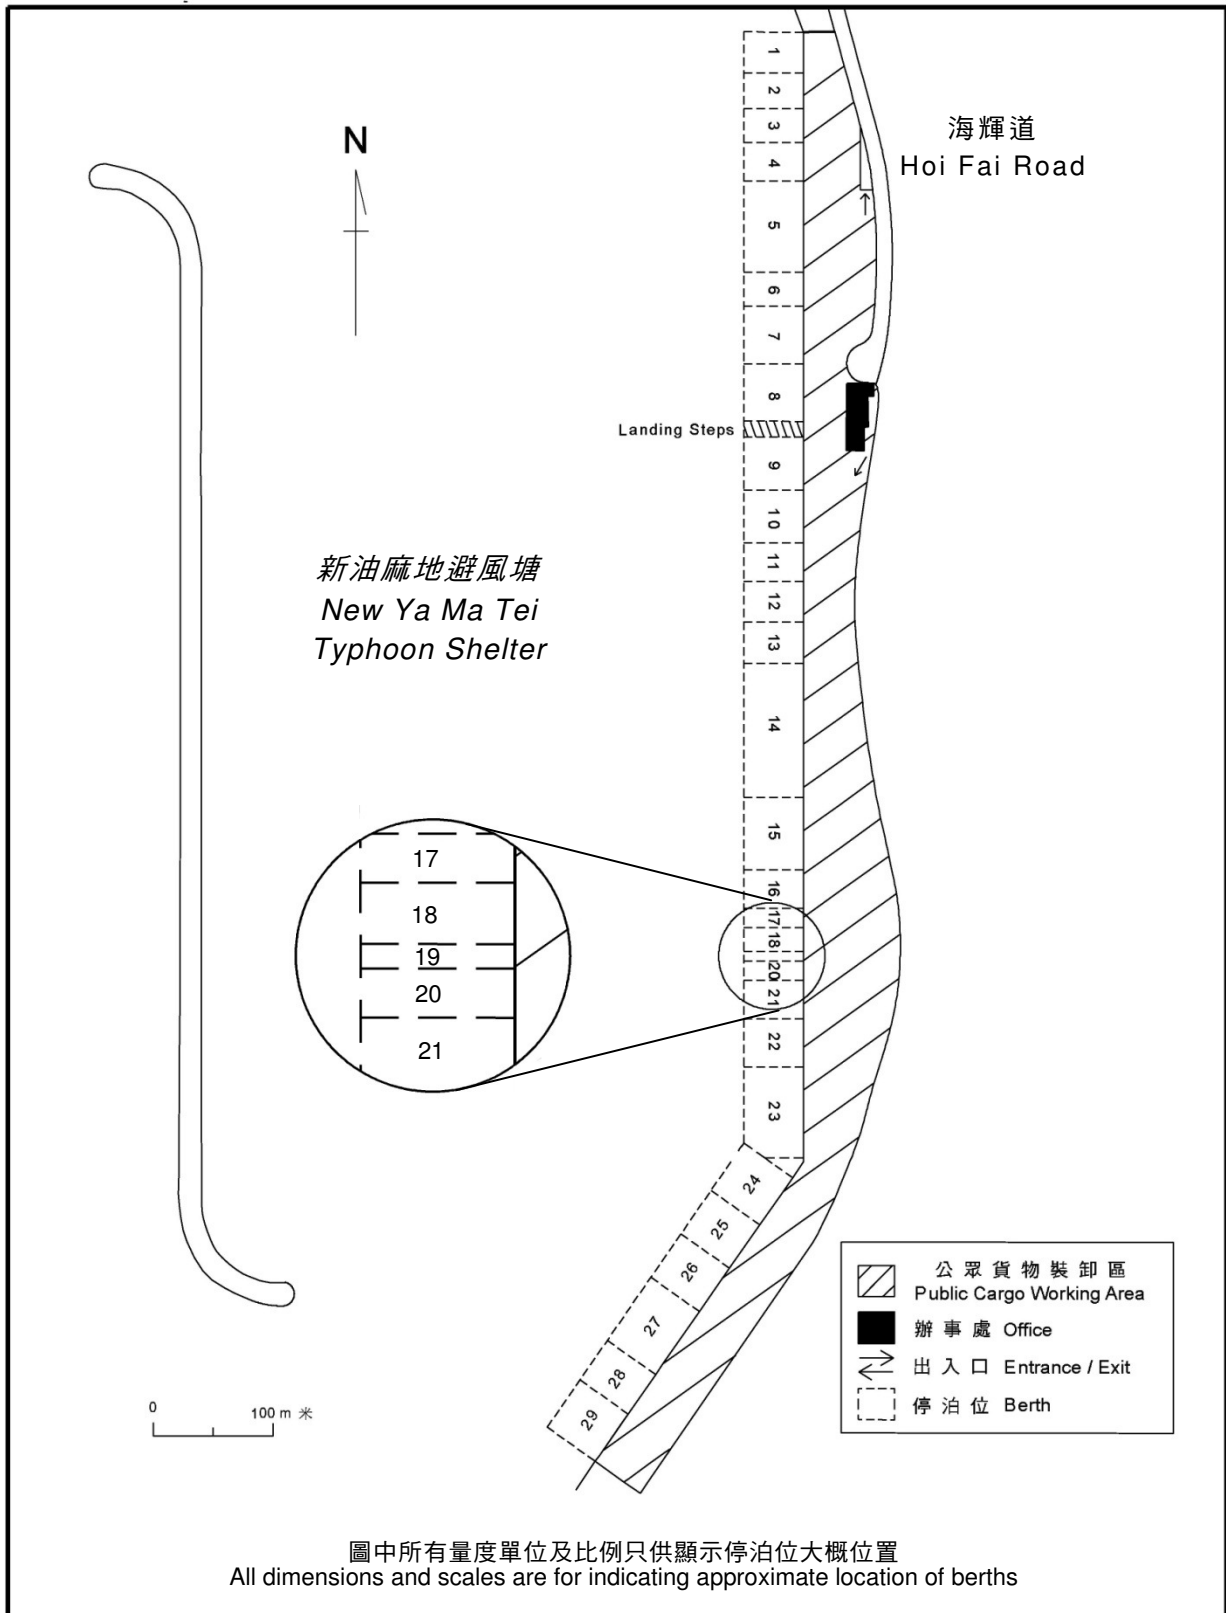 N
海輝道
Hoi Fai Road
1
2
3
4
5
6
7
8
Landing Steps
9
10
11
12
13
14
15
16
17
18
20
21
22
23
24
25
26
27
28
29
新油麻地避風塘
New Ya Ma Tei
Typhoon Shelter
17
18
19
20
21
公眾貨物裝卸區
Public Cargo Working Area
辦事處 Office
出入口 Entrance / Exit
停泊位 Berth
0 100 m 米
圖中所有量度單位及比例只供顯示停泊位大概位置
All dimensions and scales are for indicating approximate location of berths